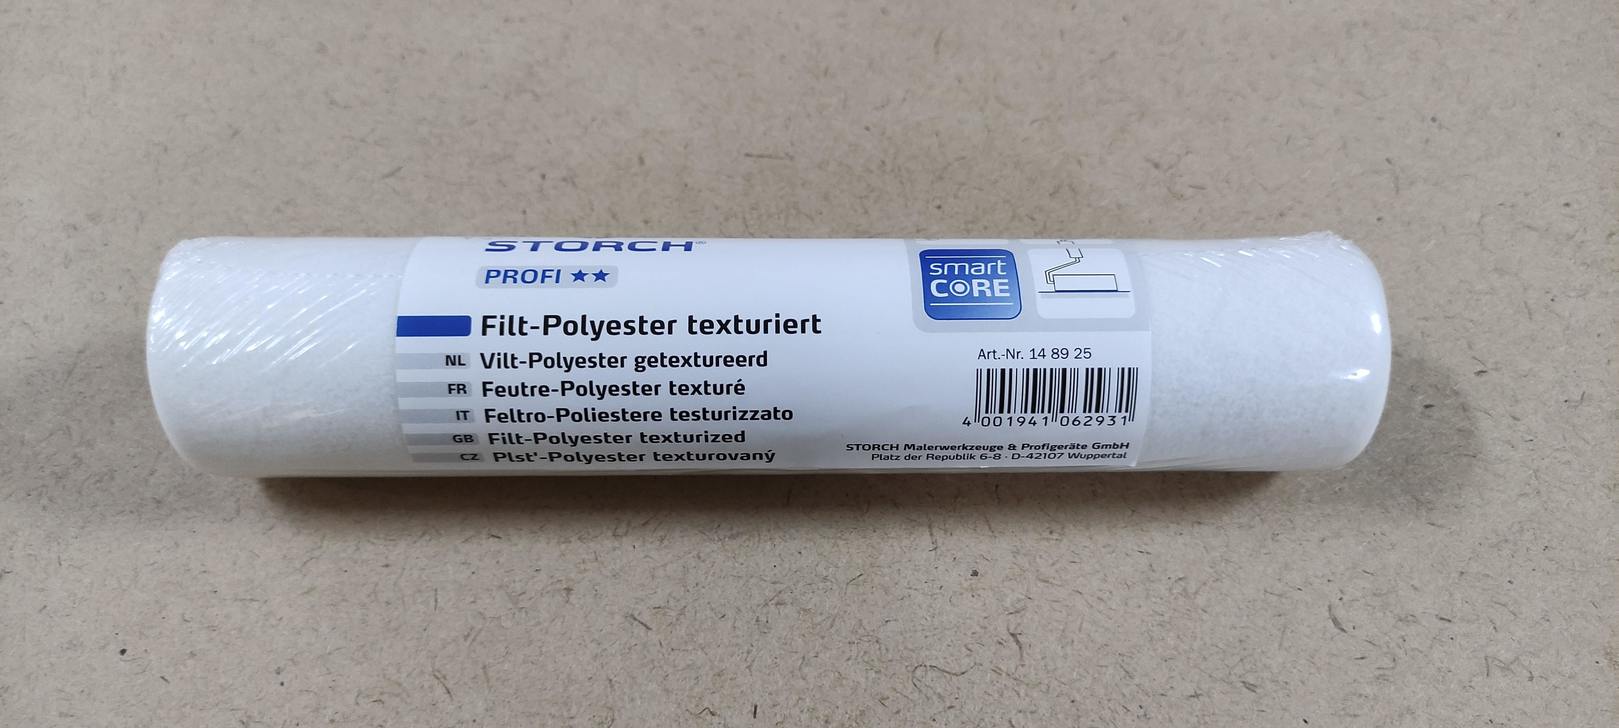 STORCH®
PROFI ★★
smart
CORE
Filt-Polyester texturiert
NL Vilt-Polyester getextureerd
FR Feutre-Polyester texturé
IT Feltro-Poliestere testurizzato
GB Filt-Polyester texturized
CZ Plst'-Polyester texturovaný
Art.-Nr. 14 89 25
4 001941 062931
STORCH Malerwerkzeuge & Profigeräte GmbH
Platz der Republik 6-8 · D-42107 Wuppertal